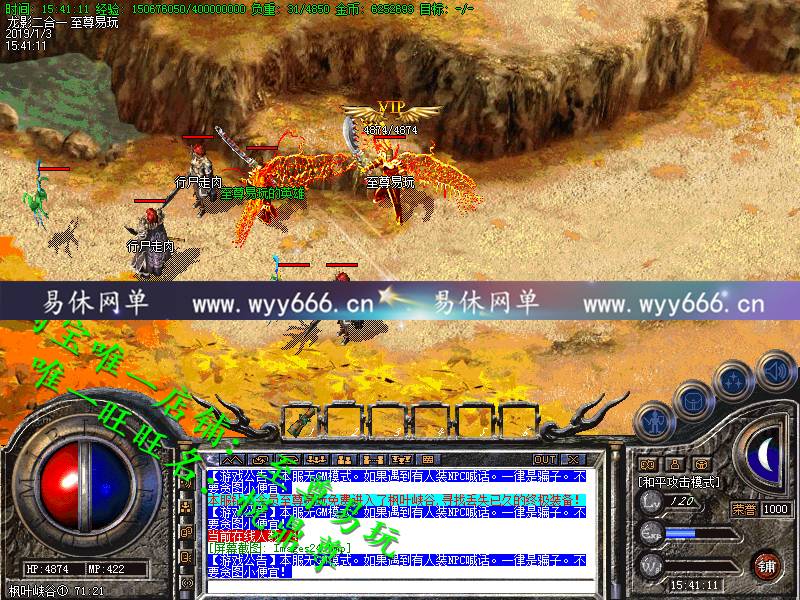 时间: 15:41:11 经验: 150676050/400000000 负重: 31/4850 金币: 6252699 目标: -/-
龙影二合一 至尊易玩
2019/1/3
15:41:11
VIP
4874/4874
行尸走肉
至尊易玩的英雄
至尊易玩
行尸走肉
易休网单 www.wyy666.cn 易休网单 www.wyy666.cn
宝唯一店铺:至尊易玩
唯一旺旺名:
OUT
【游戏公告】本服无GM模式。如果遇到有人装NPC喊话。一律是骗子。不要贪图小便宜!
至尊易玩免费进入了枫叶峡谷,寻找丢失已久的终极装备!
【游戏公告】本服无GM模式。如果遇到有人装NPC喊话。一律是骗子。不要贪图小便宜!
当前在线人
[屏幕截图: Images24
【游戏公告】本服无GM模式。如果遇到有人装NPC喊话。一律是骗子。不要贪图小便宜!
[和平攻击模式]
Lv 120
荣誉 1000
Exp
W
铺
15:41:11
HP:4874 MP:422
枫叶峡谷① 71:21